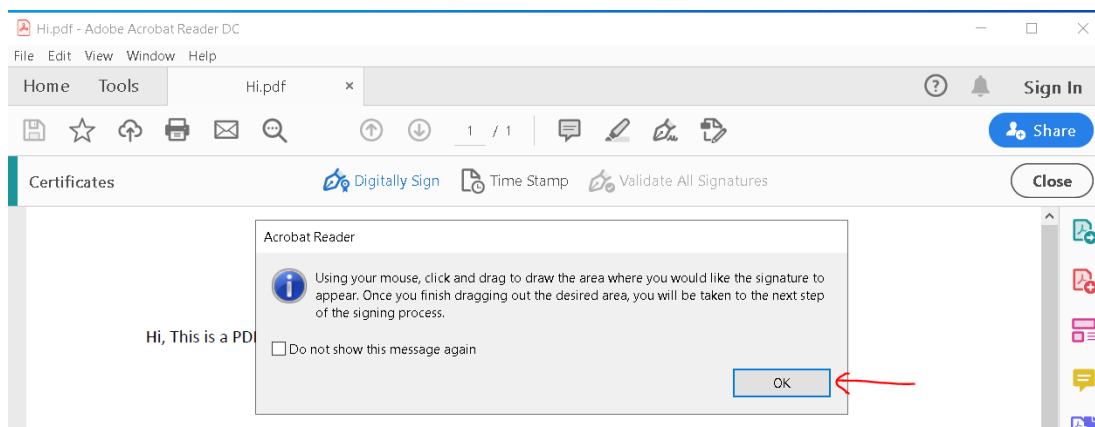 Hi.pdf - Adobe Acrobat Reader DC
File Edit View Window Help
Home Tools Hi.pdf × Sign In
1 / 1 Share
Certificates Digitally Sign Time Stamp Validate All Signatures Close
Acrobat Reader
Using your mouse, click and drag to draw the area where you would like the signature to
appear. Once you finish dragging out the desired area, you will be taken to the next step
of the signing process.
Hi, This is a PD
Do not show this message again
OK